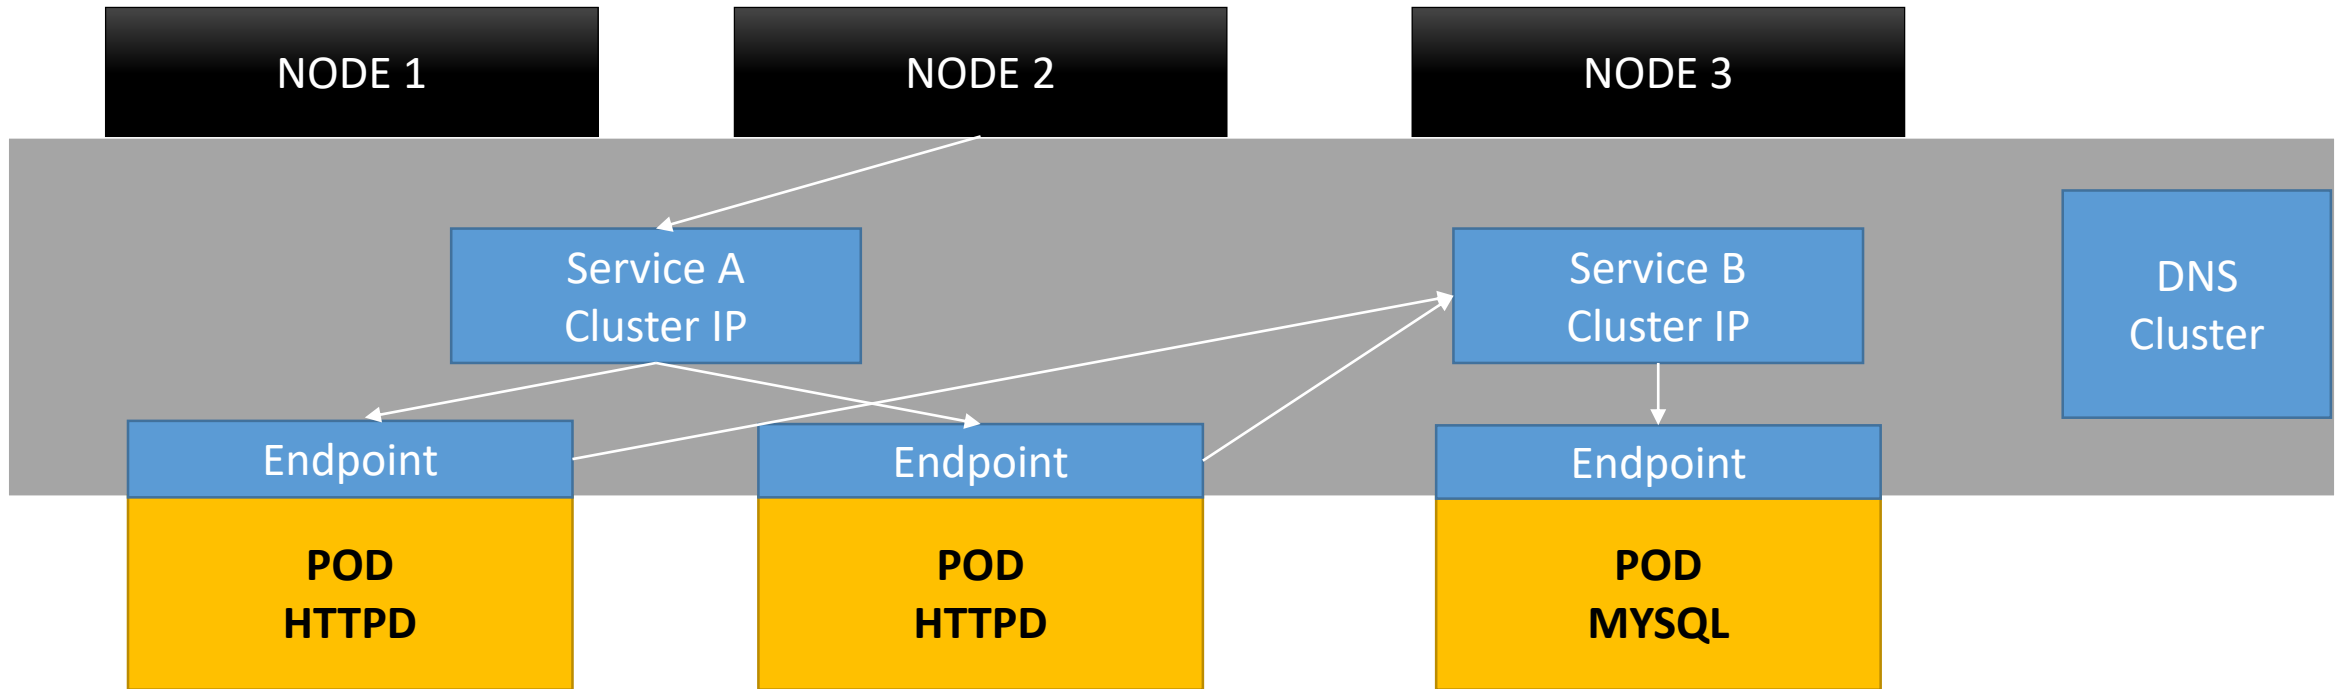 NODE 1
NODE 2
NODE 3
Service A
Cluster IP
Service B
Cluster IP
DNS
Cluster
Endpoint
Endpoint
Endpoint
POD
HTTPD
POD
HTTPD
POD
MYSQL